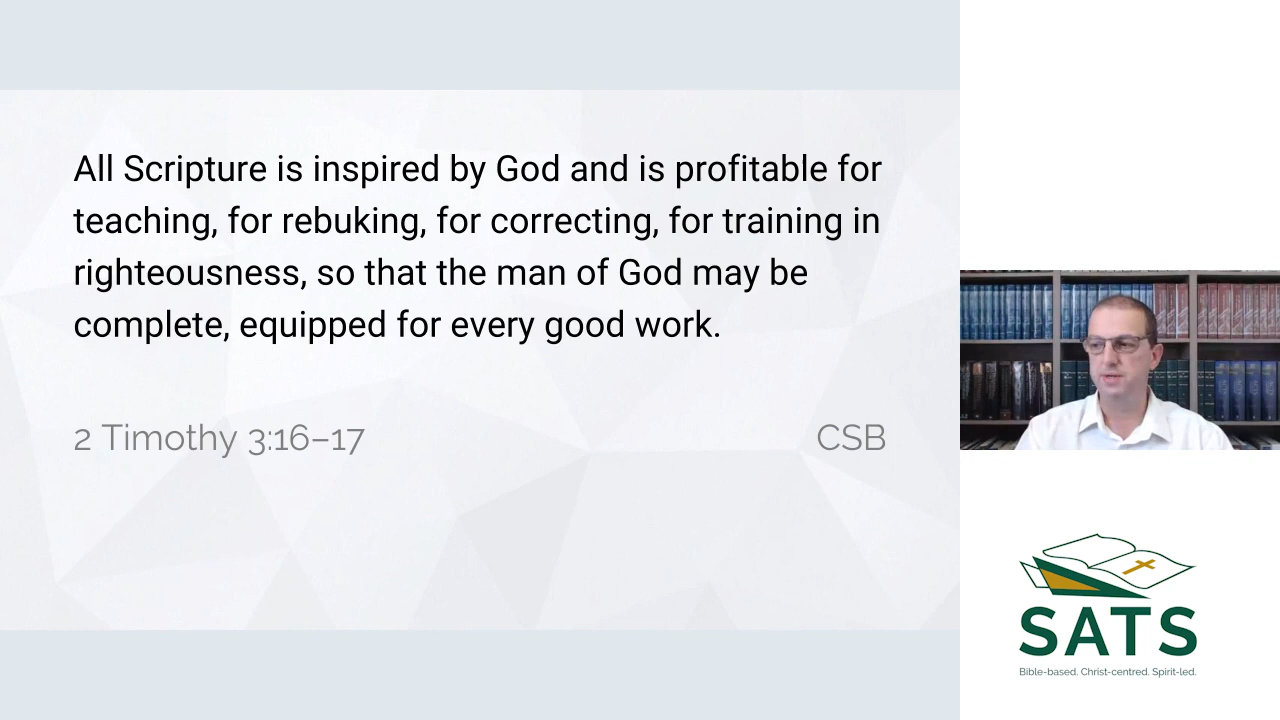 All Scripture is inspired by God and is profitable for
teaching, for rebuking, for correcting, for training in
righteousness, so that the man of God may be
complete, equipped for every good work.
2 Timothy 3:16–17 CSB
SATS
Bible-based. Christ-centred. Spirit-led.